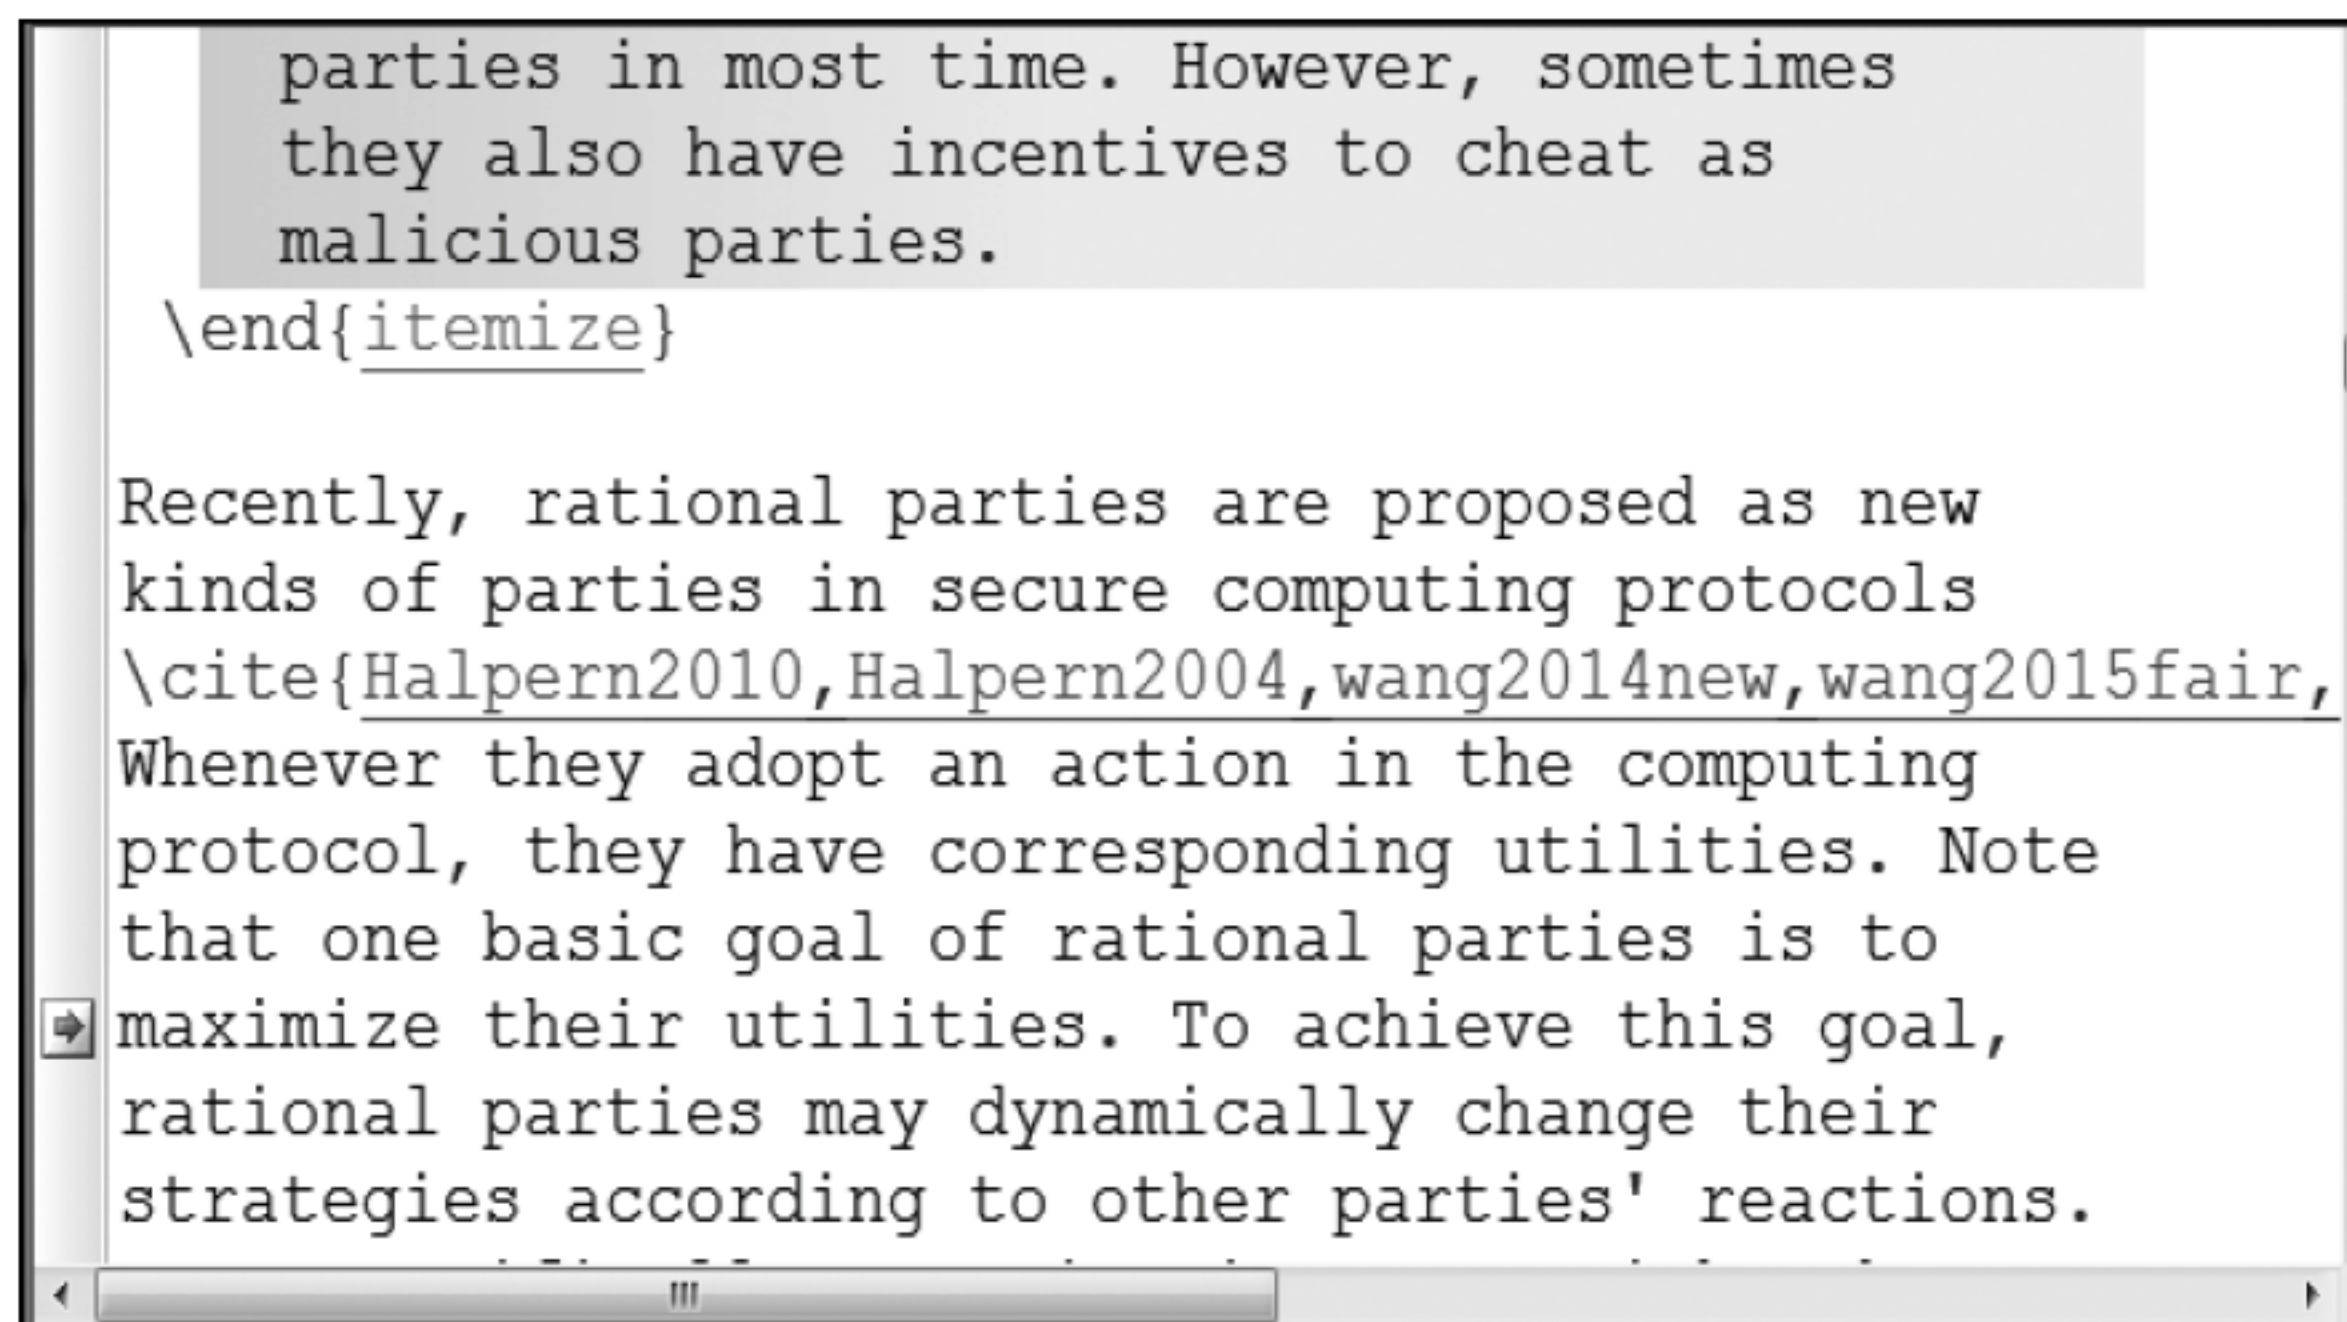 parties in most time. However, sometimes
they also have incentives to cheat as
malicious parties.
\end{itemize}
Recently, rational parties are proposed as new
kinds of parties in secure computing protocols
\cite{Halpern2010,Halpern2004,wang2014new,wang2015fair,
Whenever they adopt an action in the computing
protocol, they have corresponding utilities. Note
that one basic goal of rational parties is to
maximize their utilities. To achieve this goal,
rational parties may dynamically change their
strategies according to other parties' reactions.